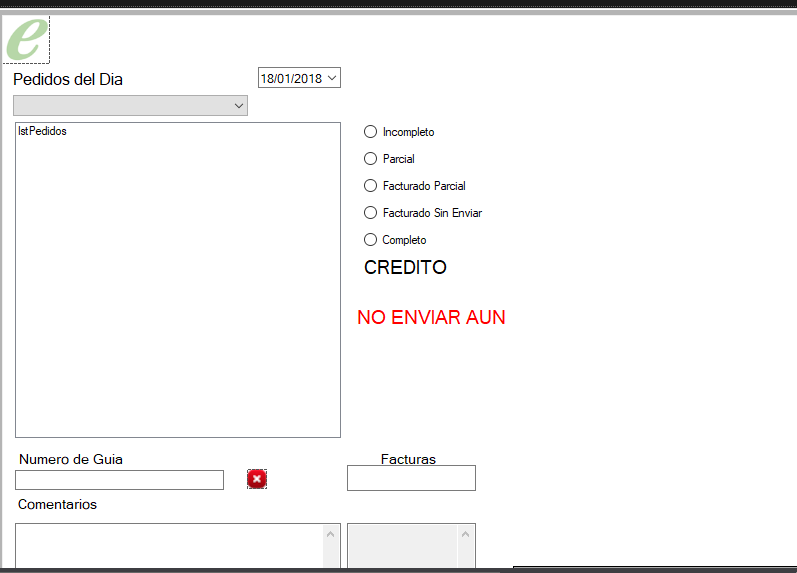 e
Pedidos del Dia
18/01/2018
lstPedidos
Incompleto
Parcial
Facturado Parcial
Facturado Sin Enviar
Completo
CREDITO
NO ENVIAR AUN
Numero de Guia
Facturas
Comentarios